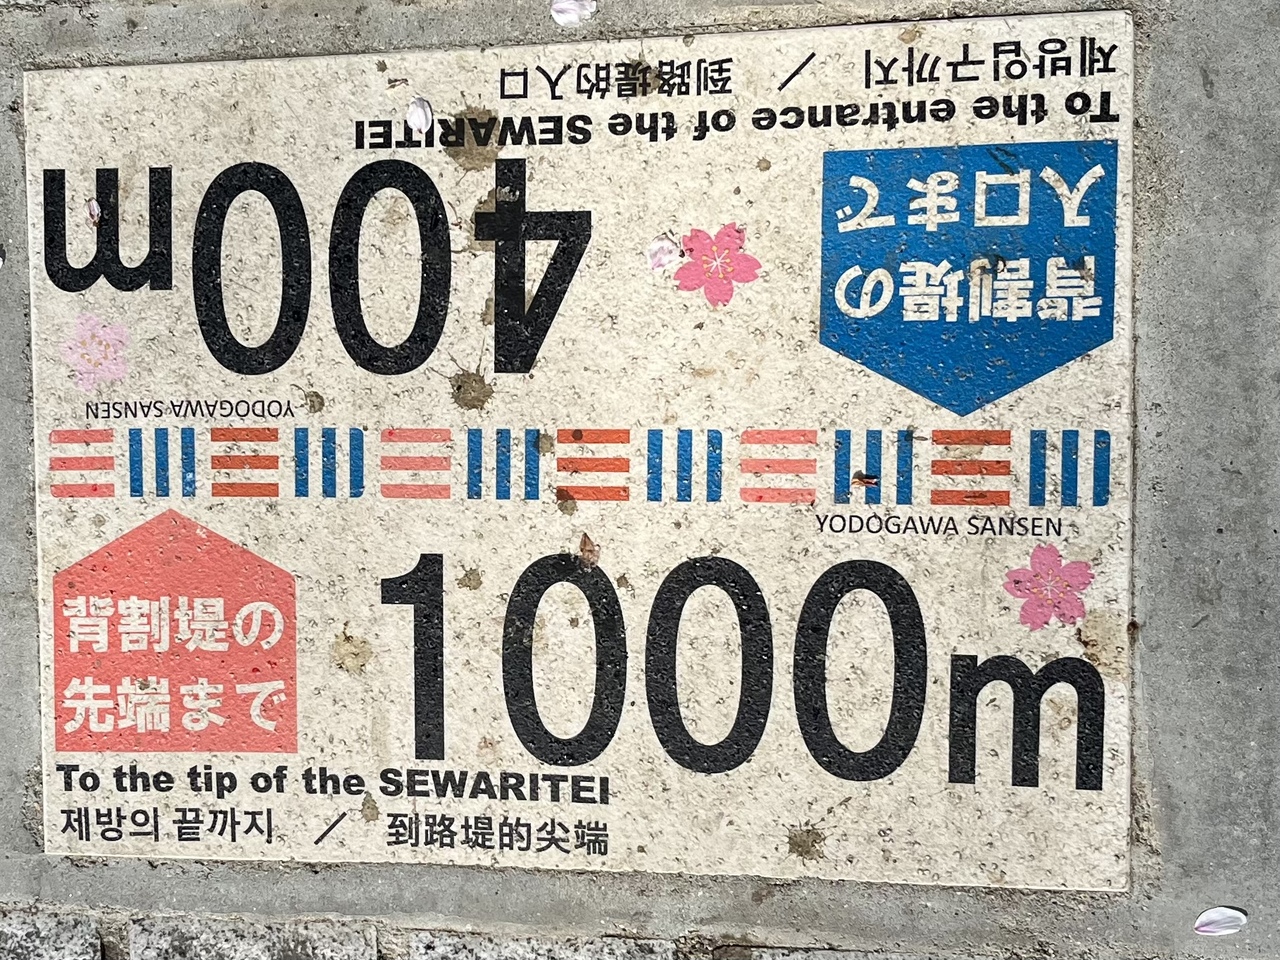 제방입구까지 / 到路堤的入口
To the entrance of the SEWARITEI
背割堤の
入口まで
400m
YODOGAWA SANSEN
YODOGAWA SANSEN
背割堤の
先端まで
1000m
To the tip of the SEWARITEI
제방의 끝까지 / 到路堤的尖端